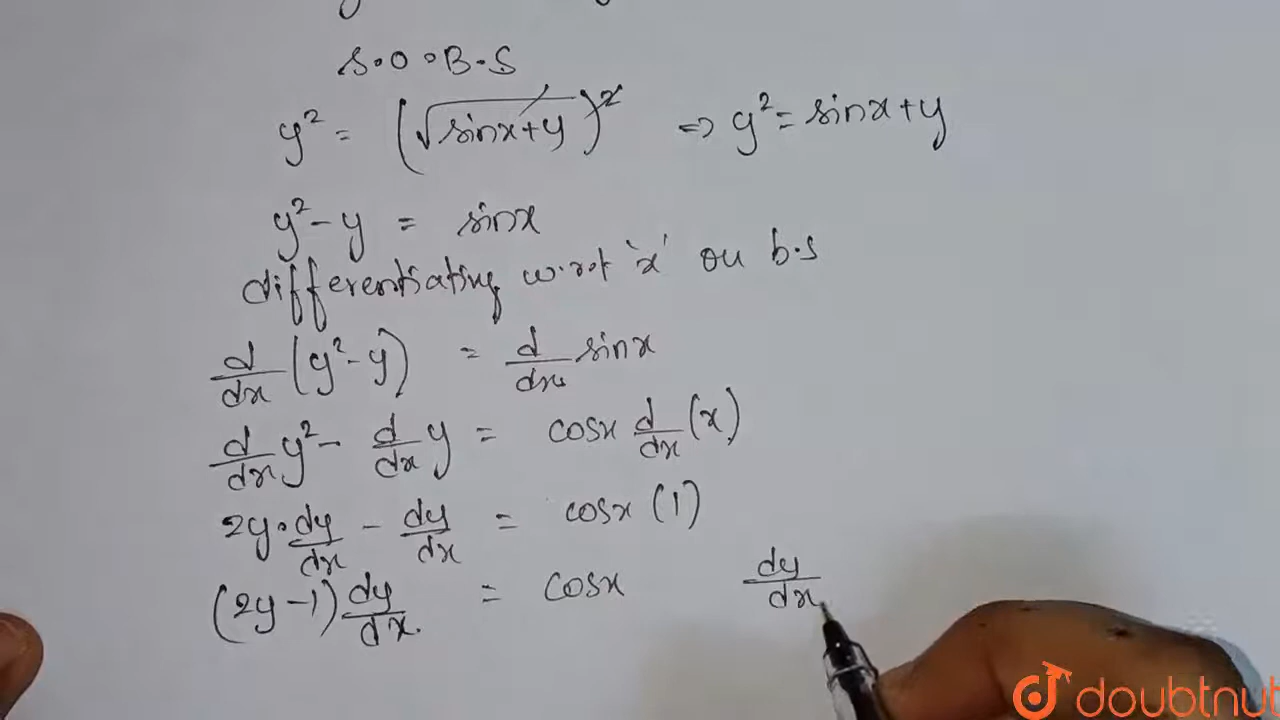 S.O.B.S
y² = (√sinx+y)² ⇒ y² = sinx+y
y²-y = sinx
differentiating w.r.t 'x' on b.s
d/dx (y²-y) = d/dx sinx
d/dx y² - d/dx y = cosx d/dx (x)
2y. dy/dx - dy/dx = cosx (1)
(2y-1) dy/dx = cosx dy/dx
doubtnut